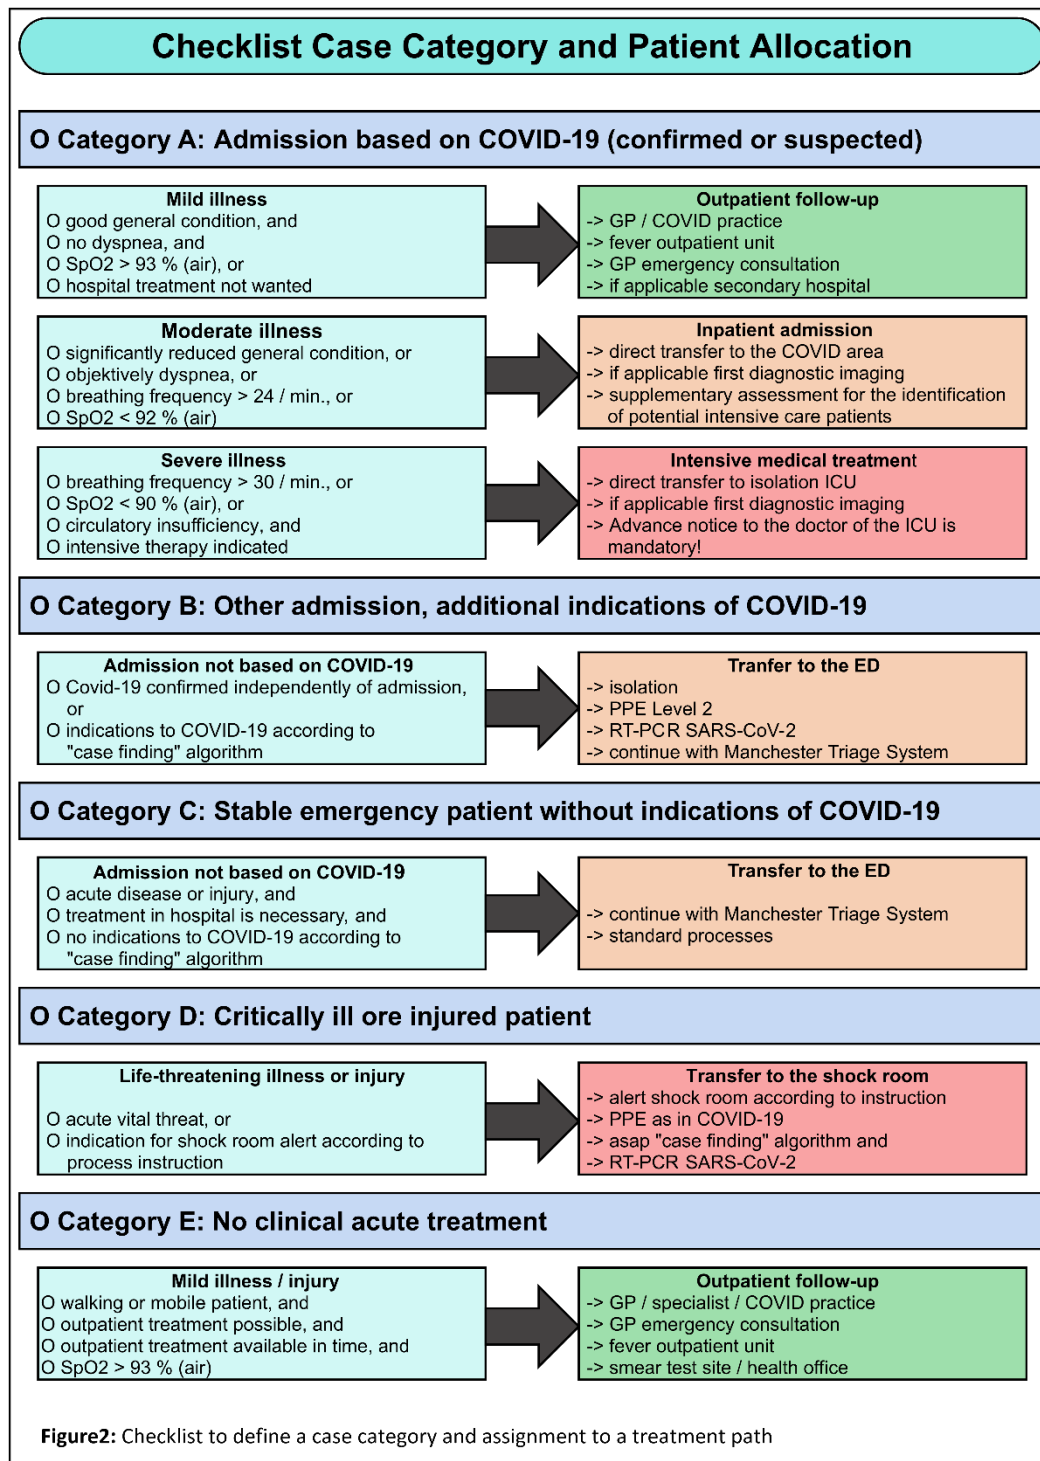 Checklist Case Category and Patient Allocation
O Category A: Admission based on COVID-19 (confirmed or suspected)
Mild illness
O good general condition, and
O no dyspnea, and
O SpO2 > 93 % (air), or
O hospital treatment not wanted
Outpatient follow-up
-> GP / COVID practice
-> fever outpatient unit
-> GP emergency consultation
-> if applicable secondary hospital
Moderate illness
O significantly reduced general condition, or
O objektively dyspnea, or
O breathing frequency > 24 / min., or
O SpO2 < 92 % (air)
Inpatient admission
-> direct transfer to the COVID area
-> if applicable first diagnostic imaging
-> supplementary assessment for the identification
of potential intensive care patients
Severe illness
O breathing frequency > 30 / min., or
O SpO2 < 90 % (air), or
O circulatory insufficiency, and
O intensive therapy indicated
Intensive medical treatment
-> direct transfer to isolation ICU
-> if applicable first diagnostic imaging
-> Advance notice to the doctor of the ICU is
mandatory!
O Category B: Other admission, additional indications of COVID-19
Admission not based on COVID-19
O Covid-19 confirmed independently of admission,
or
O indications to COVID-19 according to
"case finding" algorithm
Tranfer to the ED
-> isolation
-> PPE Level 2
-> RT-PCR SARS-CoV-2
-> continue with Manchester Triage System
O Category C: Stable emergency patient without indications of COVID-19
Admission not based on COVID-19
O acute disease or injury, and
O treatment in hospital is necessary, and
O no indications to COVID-19 according to
"case finding" algorithm
Transfer to the ED
-> continue with Manchester Triage System
-> standard processes
O Category D: Critically ill ore injured patient
Life-threatening illness or injury
O acute vital threat, or
O indication for shock room alert according to
process instruction
Transfer to the shock room
-> alert shock room according to instruction
-> PPE as in COVID-19
-> asap "case finding" algorithm and
-> RT-PCR SARS-CoV-2
O Category E: No clinical acute treatment
Mild illness / injury
O walking or mobile patient, and
O outpatient treatment possible, and
O outpatient treatment available in time, and
O SpO2 > 93 % (air)
Outpatient follow-up
-> GP / specialist / COVID practice
-> GP emergency consultation
-> fever outpatient unit
-> smear test site / health office
Figure2: Checklist to define a case category and assignment to a treatment path